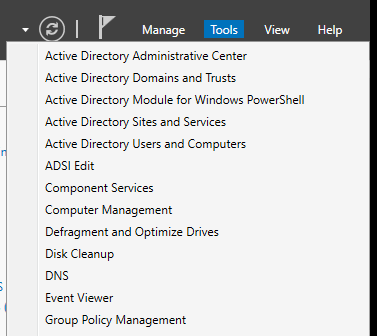 Manage Tools View Help
Active Directory Administrative Center
Active Directory Domains and Trusts
Active Directory Module for Windows PowerShell
Active Directory Sites and Services
Active Directory Users and Computers
ADSI Edit
Component Services
Computer Management
Defragment and Optimize Drives
Disk Cleanup
DNS
Event Viewer
Group Policy Management